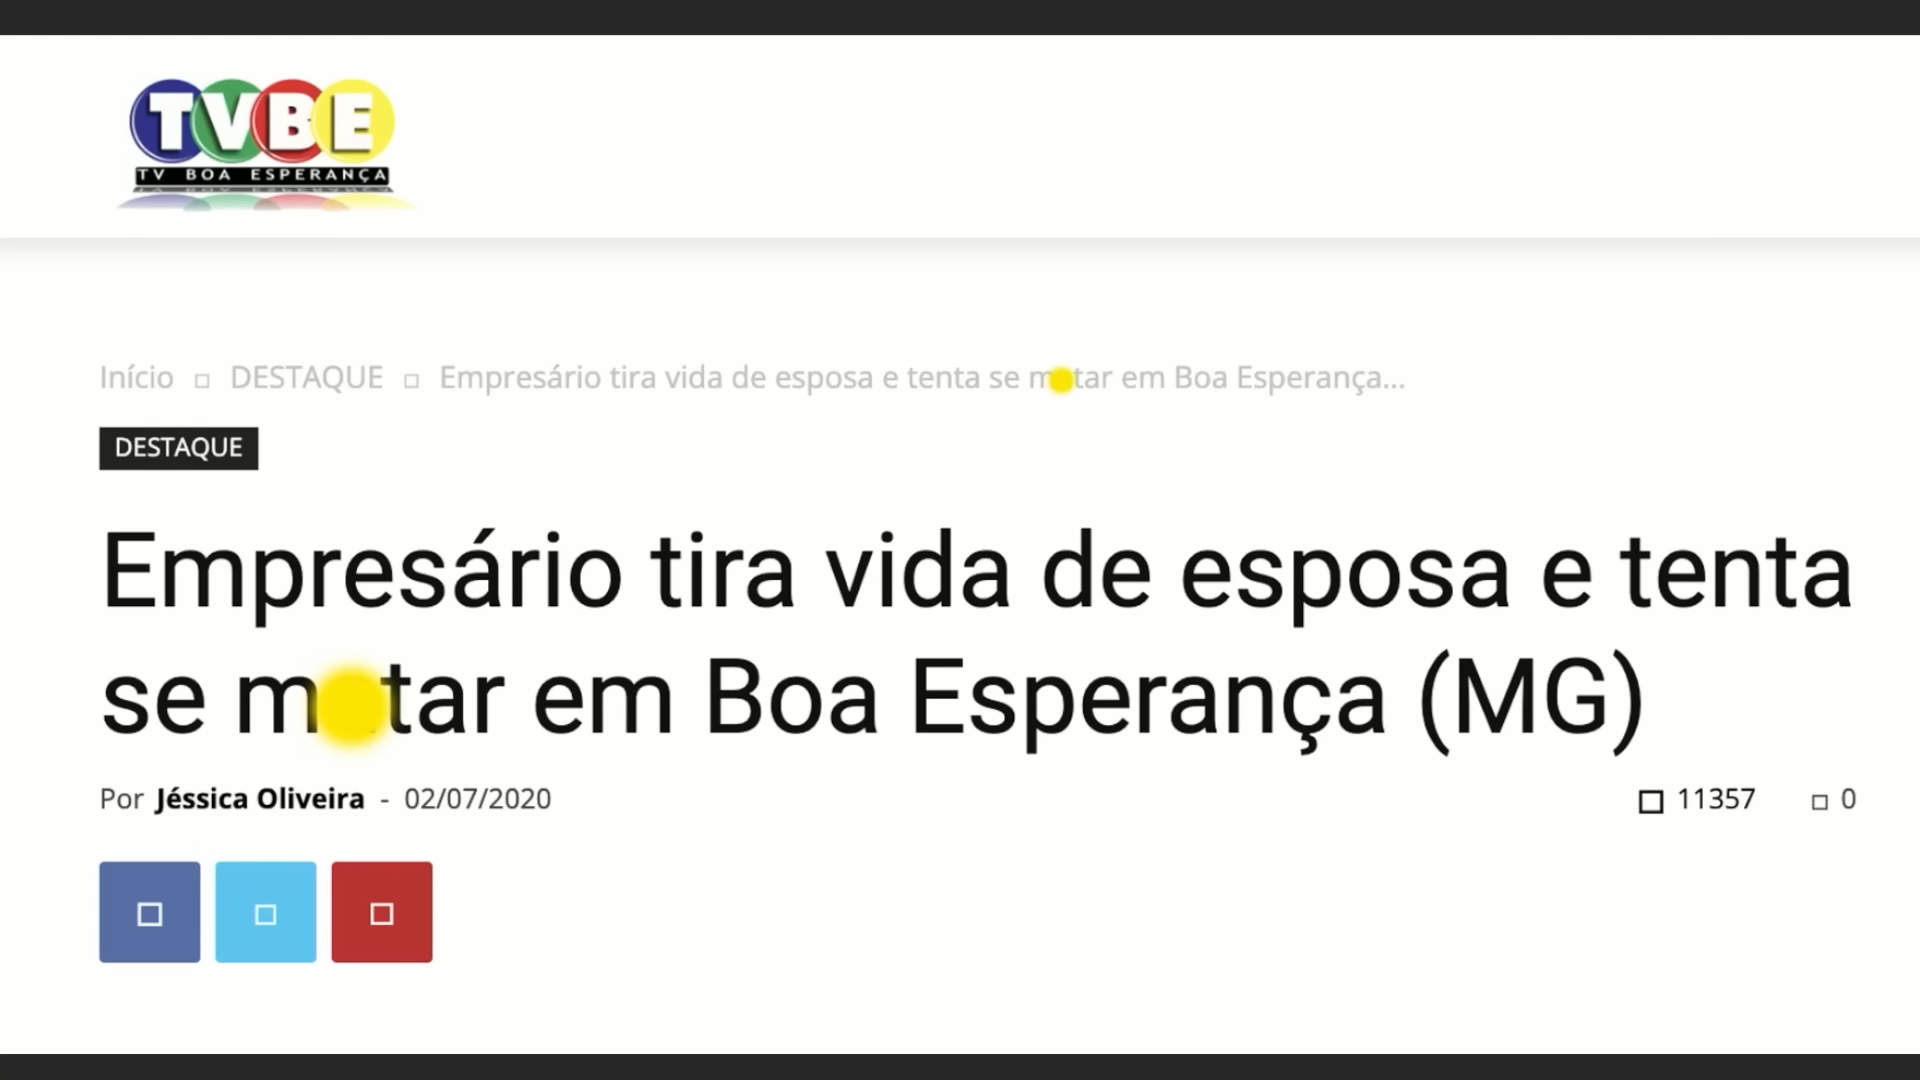 TVBE
TV BOA ESPERANÇA
Início DESTAQUE Empresário tira vida de esposa e tenta se m tar em Boa Esperança...
DESTAQUE
Empresário tira vida de esposa e tenta
se m tar em Boa Esperança (MG)
Por Jéssica Oliveira - 02/07/2020 11357 0